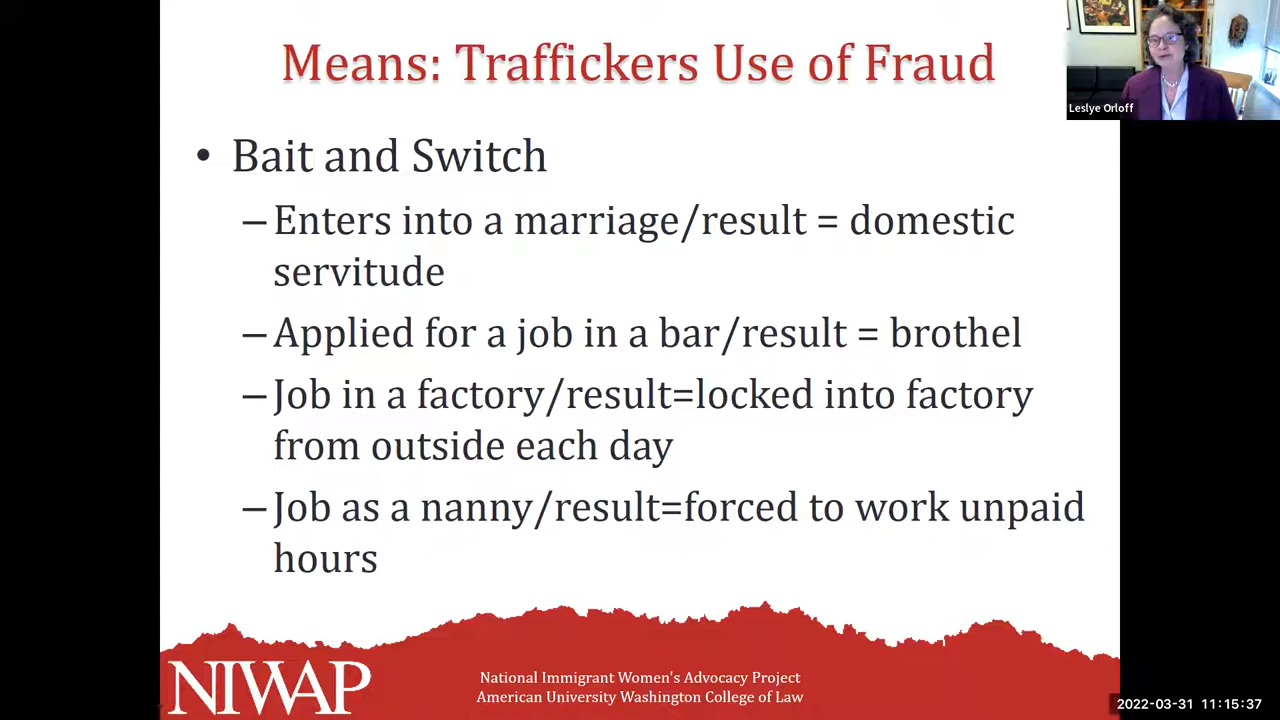 Means: Traffickers Use of Fraud
Leslye Orloff
• Bait and Switch
–Enters into a marriage/result = domestic
servitude
–Applied for a job in a bar/result = brothel
–Job in a factory/result=locked into factory
from outside each day
–Job as a nanny/result=forced to work unpaid
hours
NIWAP
National Immigrant Women's Advocacy Project
American University Washington College of Law
2022-03-31 11:15:37